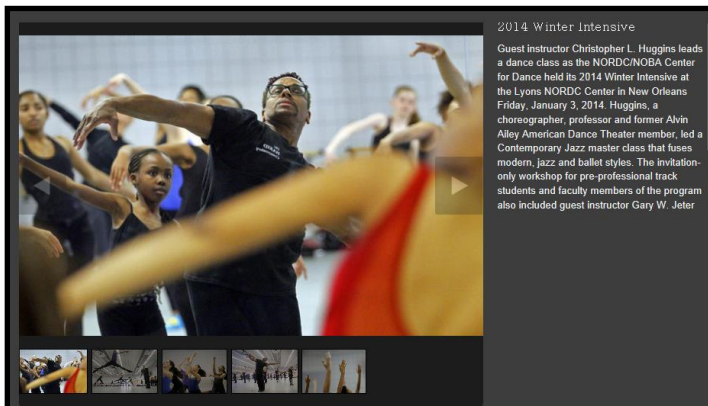 2014 Winter Intensive
Guest instructor Christopher L. Huggins leads
a dance class as the NORDC/NOBA Center
for Dance held its 2014 Winter Intensive at
the Lyons NORDC Center in New Orleans
Friday, January 3, 2014. Huggins, a
choreographer, professor and former Alvin
Ailey American Dance Theater member, led a
Contemporary Jazz master class that fuses
modern, jazz and ballet styles. The invitation-
only workshop for pre-professional track
students and faculty members of the program
also included guest instructor Gary W. Jeter